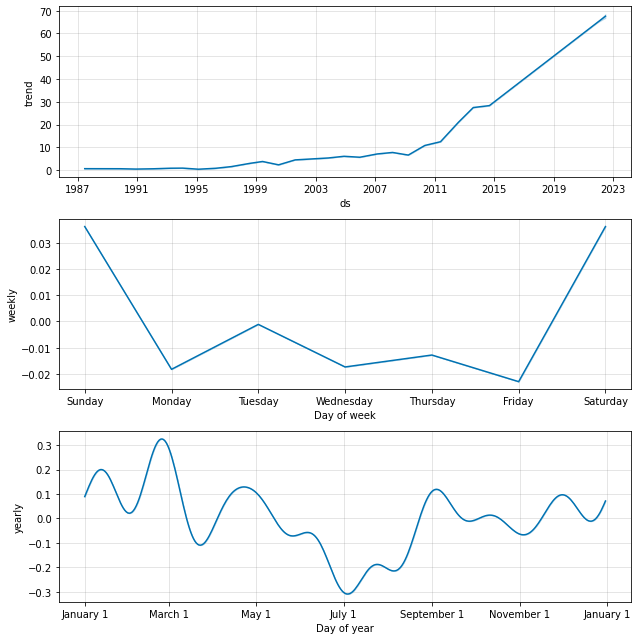 70
60
50
40
30
20
10
0
trend
1987 1991 1995 1999 2003 2007 2011 2015 2019 2023
ds
0.03
0.02
0.01
0.00
−0.01
−0.02
weekly
Sunday Monday Tuesday Wednesday Thursday Friday Saturday
Day of week
0.3
0.2
0.1
0.0
−0.1
−0.2
−0.3
yearly
January 1 March 1 May 1 July 1 September 1 November 1 January 1
Day of year